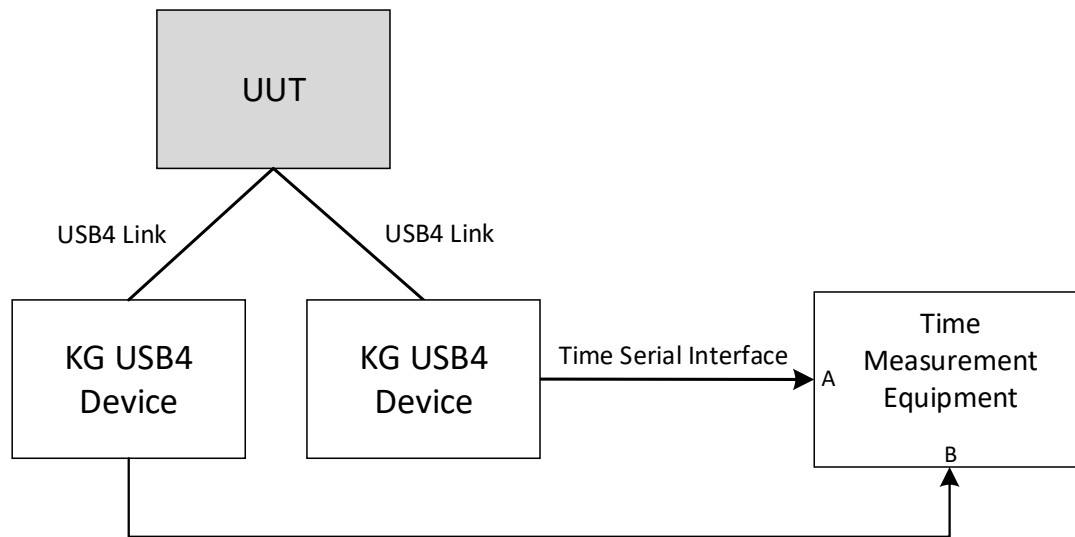 UUT
USB4 Link
USB4 Link
KG USB4
Device
KG USB4
Device
Time Serial Interface
A
Time
Measurement
Equipment
B